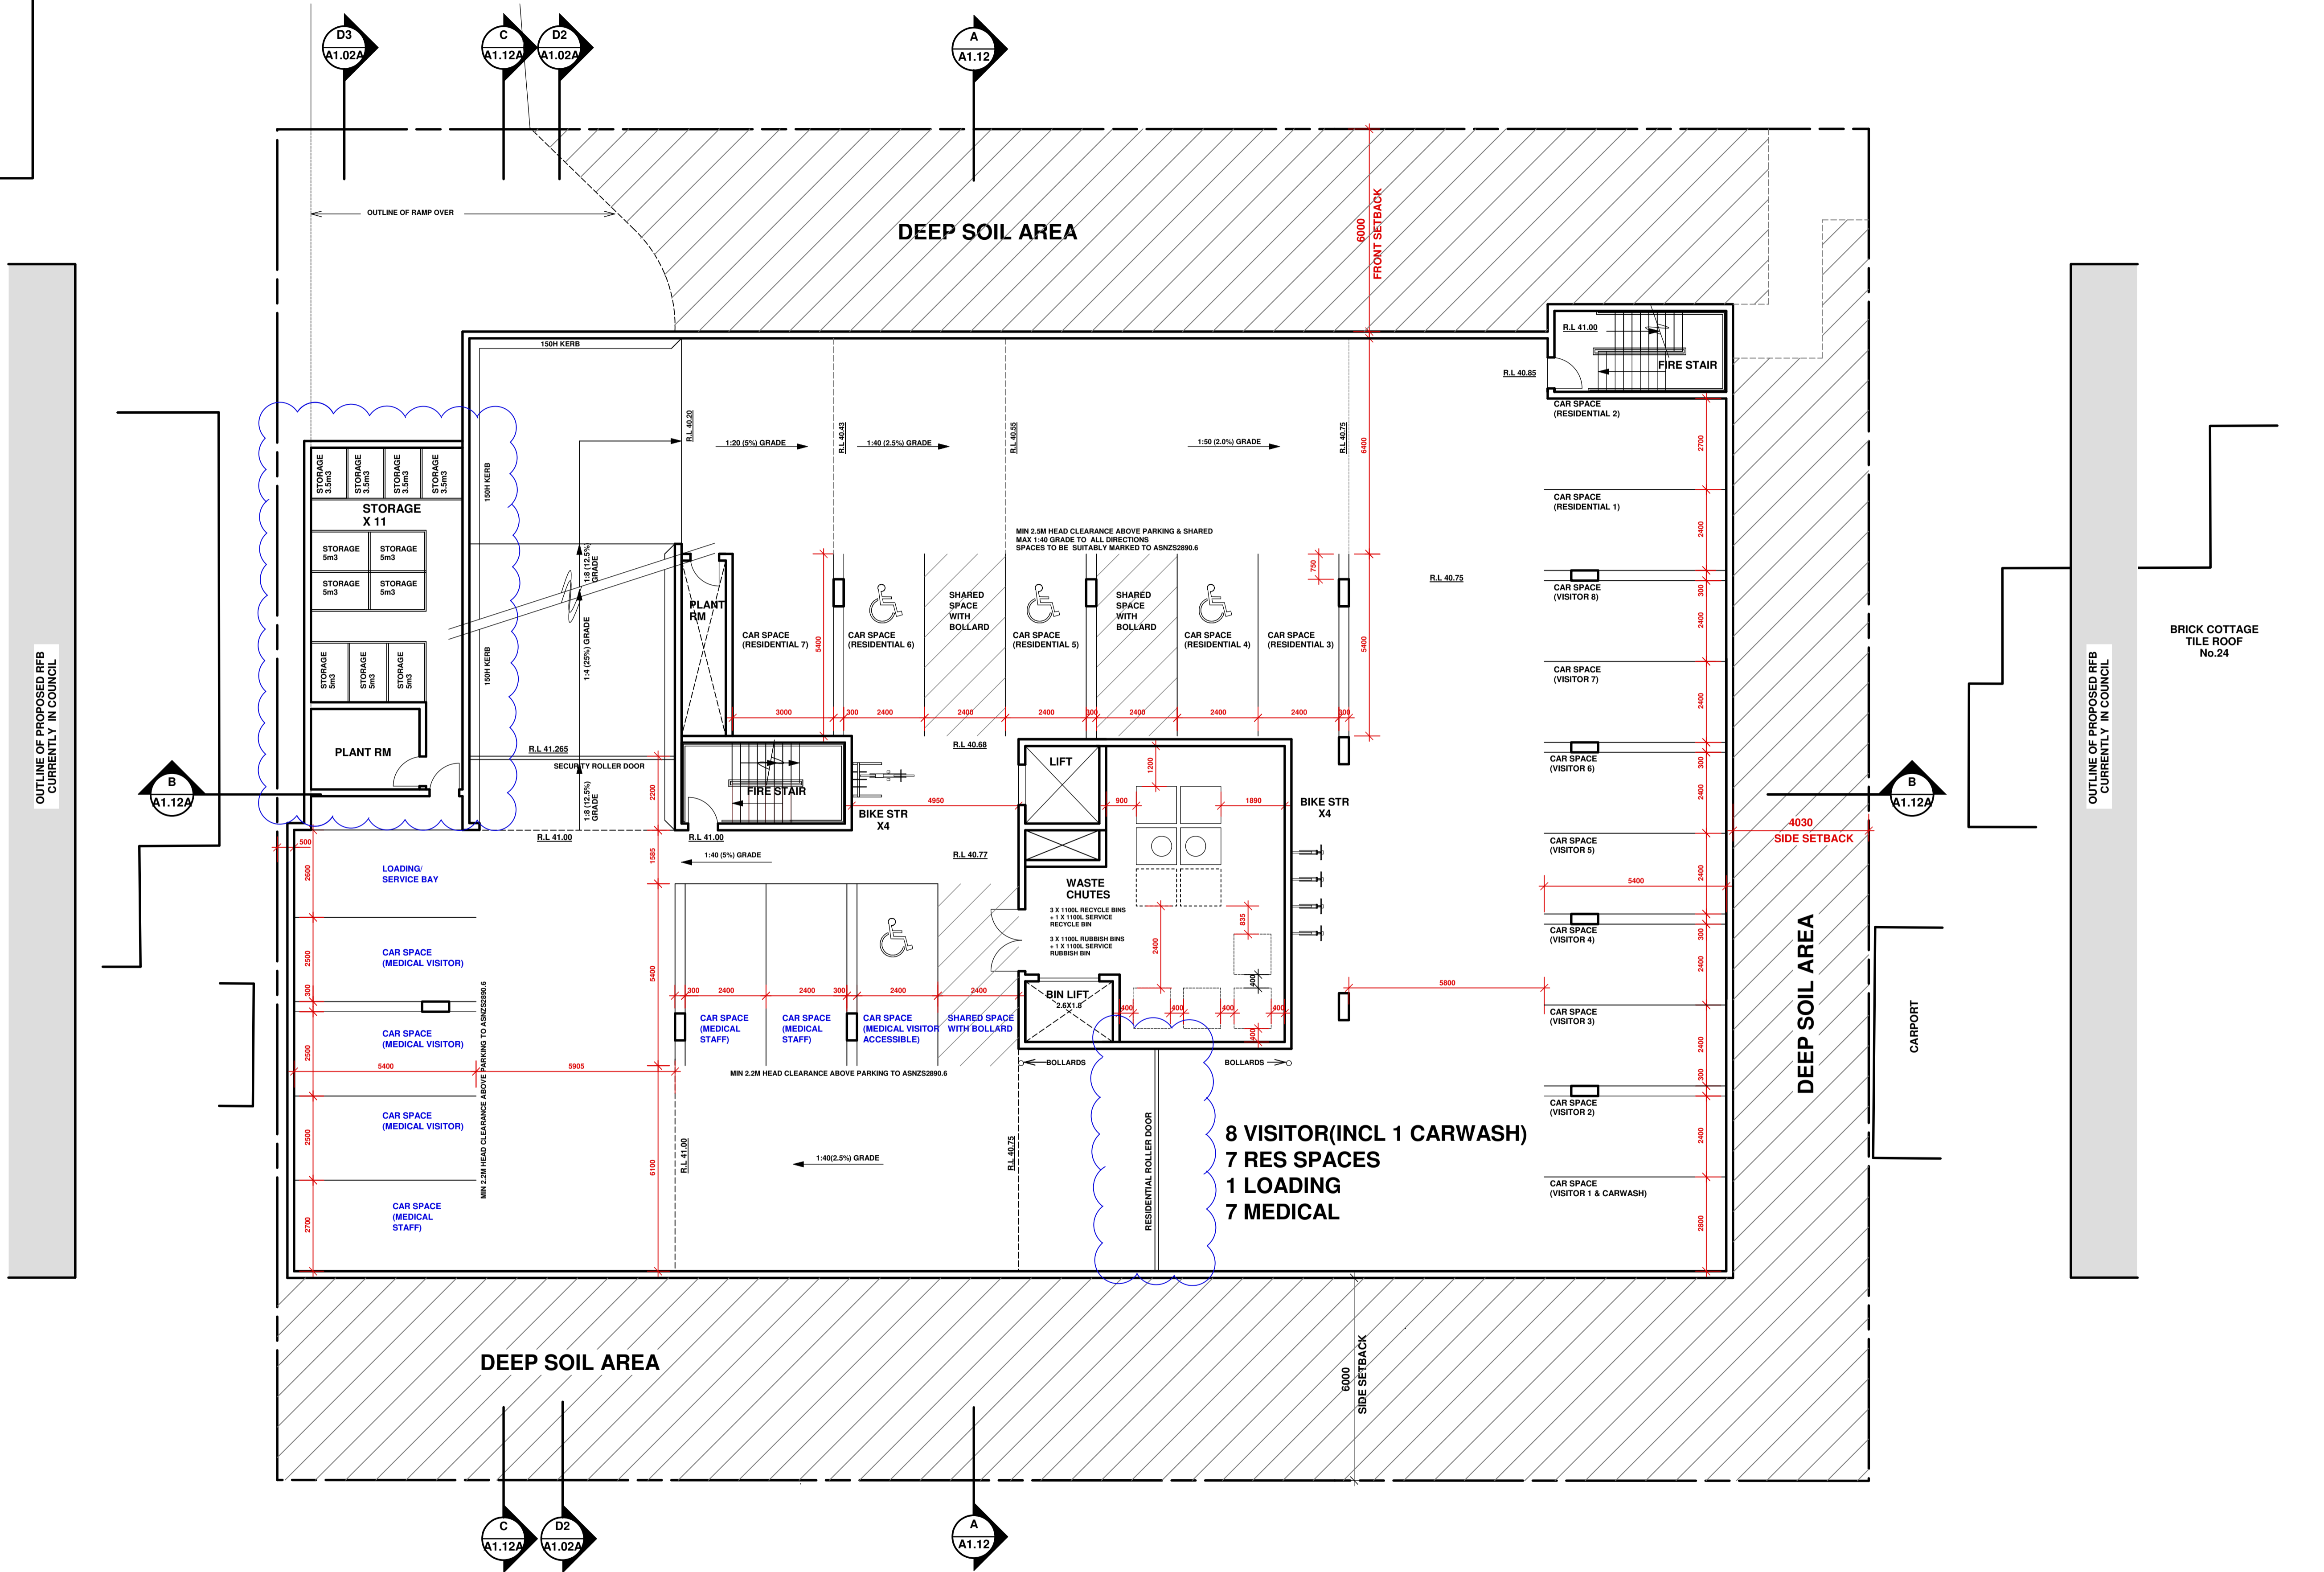 D3
A1.02A
C
A1.12A
D2
A1.02A
A
A1.12
OUTLINE OF RAMP OVER
DEEP SOIL AREA
6000
FRONT SETBACK
R.L 41.00
FIRE STAIR
R.L 40.85
150H KERB
R.L 40.20
1:20 (5%) GRADE
R.L 40.43
1:40 (2.5%) GRADE
R.L 40.55
1:50 (2.0%) GRADE
R.L 40.75
6400
CAR SPACE
(RESIDENTIAL 2)
2700
STORAGE
3.5m3
STORAGE
3.5m3
STORAGE
3.5m3
STORAGE
3.5m3
STORAGE
X 11
150H KERB
CAR SPACE
(RESIDENTIAL 1)
2400
MIN 2.5M HEAD CLEARANCE ABOVE PARKING & SHARED
MAX 1:40 GRADE TO ALL DIRECTIONS
SPACES TO BE SUITABLY MARKED TO ASNZS2890.6
STORAGE
5m3
STORAGE
5m3
STORAGE
5m3
STORAGE
5m3
1:8 (12.5%)
GRADE
750
R.L 40.75
300
CAR SPACE
(VISITOR 8)
2400
PLANT
RM
SHARED
SPACE
WITH
BOLLARD
SHARED
SPACE
WITH
BOLLARD
CAR SPACE
(RESIDENTIAL 7)
5400
CAR SPACE
(RESIDENTIAL 6)
CAR SPACE
(RESIDENTIAL 5)
CAR SPACE
(RESIDENTIAL 4)
CAR SPACE
(RESIDENTIAL 3)
5400
STORAGE
5m3
STORAGE
5m3
STORAGE
5m3
150H KERB
1:4 (25%) GRADE
CAR SPACE
(VISITOR 7)
2400
OUTLINE OF PROPOSED RFB
CURRENTLY IN COUNCIL
OUTLINE OF PROPOSED RFB
CURRENTLY IN COUNCIL
BRICK COTTAGE
TILE ROOF
No.24
3000
300
2400
2400
2400
300
2400
2400
2400
300
PLANT RM
R.L 41.265
SECURITY ROLLER DOOR
R.L 40.68
LIFT
1200
300
CAR SPACE
(VISITOR 6)
2400
B
A1.12A
B
A1.12A
1:8 (12.5%)
GRADE
2200
FIRE STAIR
BIKE STR
X4
4950
900
1890
BIKE STR
X4
4030
SIDE SETBACK
R.L 41.00
R.L 41.00
500
2600
1585
1:40 (5%) GRADE
R.L 40.77
CAR SPACE
(VISITOR 5)
2400
5400
LOADING/
SERVICE BAY
WASTE
CHUTES
3 X 1100L RECYCLE BINS
+ 1 X 1100L SERVICE
RECYCLE BIN
3 X 1100L RUBBISH BINS
+ 1 X 1100L SERVICE
RUBBISH BIN
835
2400
300
CAR SPACE
(VISITOR 4)
2400
CAR SPACE
(MEDICAL VISITOR)
2500
300
5400
300
2400
2400
300
2400
2400
BIN LIFT
2.6X1.8
400
400
400
400
400
400
5800
CAR SPACE
(MEDICAL
STAFF)
CAR SPACE
(MEDICAL
STAFF)
CAR SPACE
(MEDICAL VISITOR
ACCESSIBLE)
SHARED SPACE
WITH BOLLARD
CAR SPACE
(VISITOR 3)
2400
DEEP SOIL AREA
CARPORT
CAR SPACE
(MEDICAL VISITOR)
2500
5400
5905
MIN 2.2M HEAD CLEARANCE ABOVE PARKING TO ASNZS2890.6
MIN 2.2M HEAD CLEARANCE ABOVE PARKING TO ASNZS2890.6
BOLLARDS
BOLLARDS
300
CAR SPACE
(VISITOR 2)
2400
CAR SPACE
(MEDICAL VISITOR)
2500
R.L 41.00
6100
1:40(2.5%) GRADE
R.L 40.75
RESIDENTIAL ROLLER DOOR
8 VISITOR(INCL 1 CARWASH)
7 RES SPACES
1 LOADING
7 MEDICAL
CAR SPACE
(VISITOR 1 & CARWASH)
2800
CAR SPACE
(MEDICAL
STAFF)
2700
DEEP SOIL AREA
6000
SIDE SETBACK
C
A1.12A
D2
A1.02A
A
A1.12